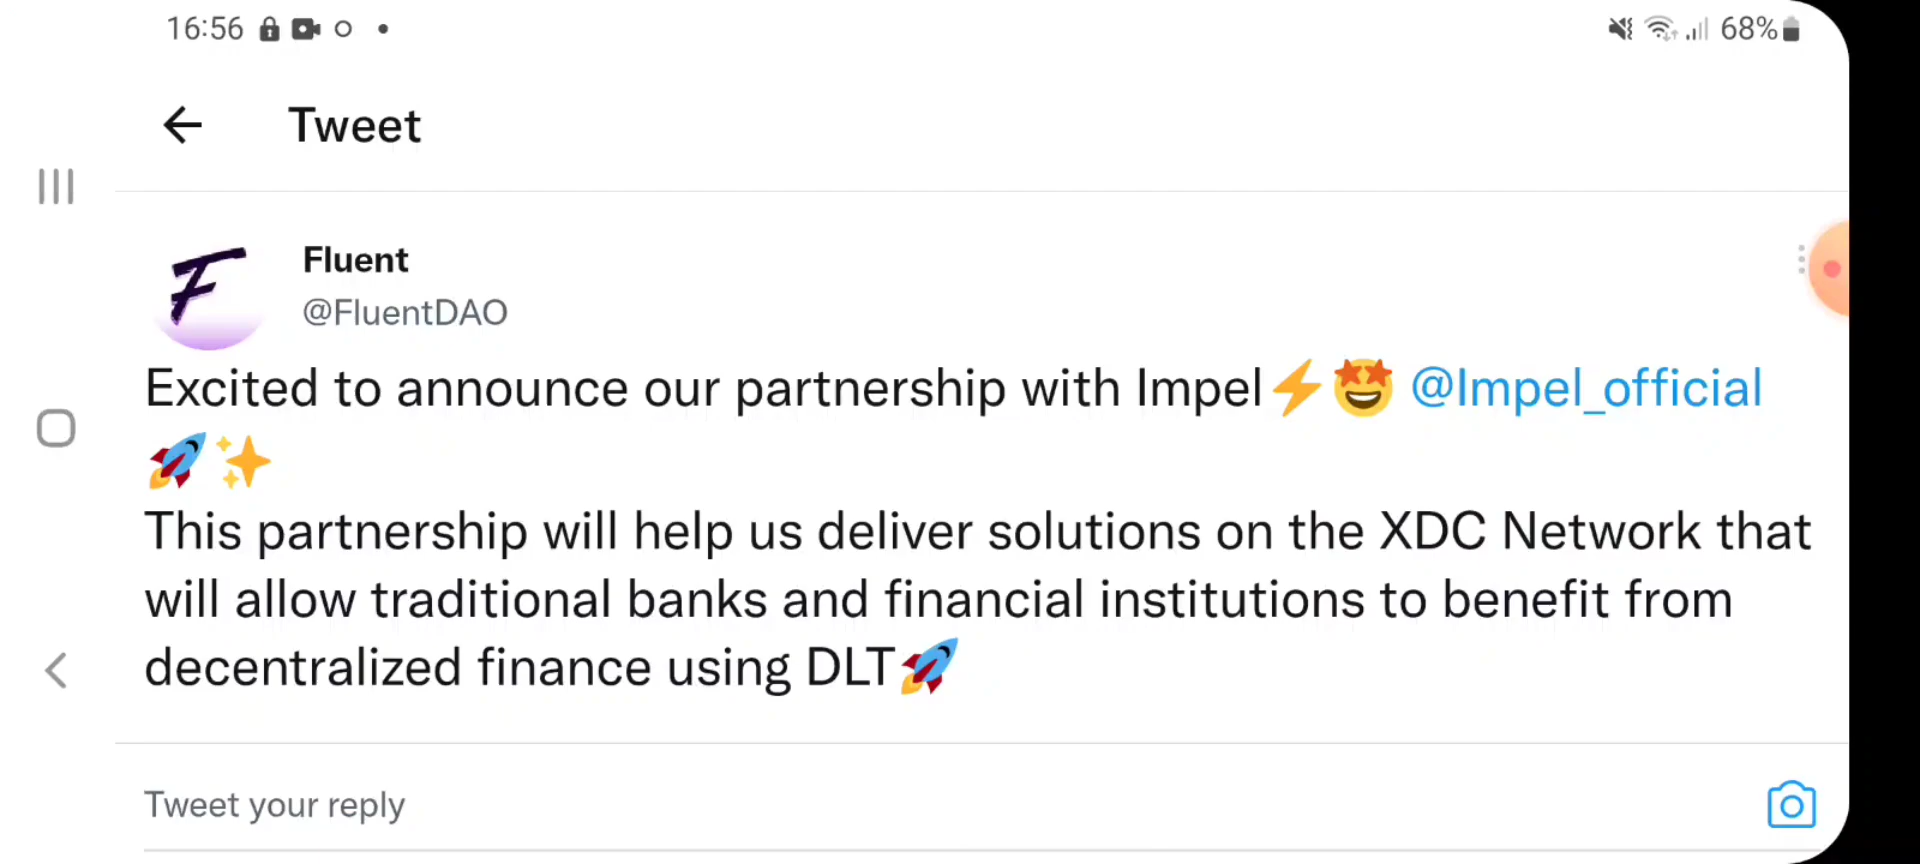 16:56 68%
Tweet
Fluent
@FluentDAO
Excited to announce our partnership with Impel⚡🤩 @Impel_official
🚀✨
This partnership will help us deliver solutions on the XDC Network that
will allow traditional banks and financial institutions to benefit from
decentralized finance using DLT🚀
Tweet your reply